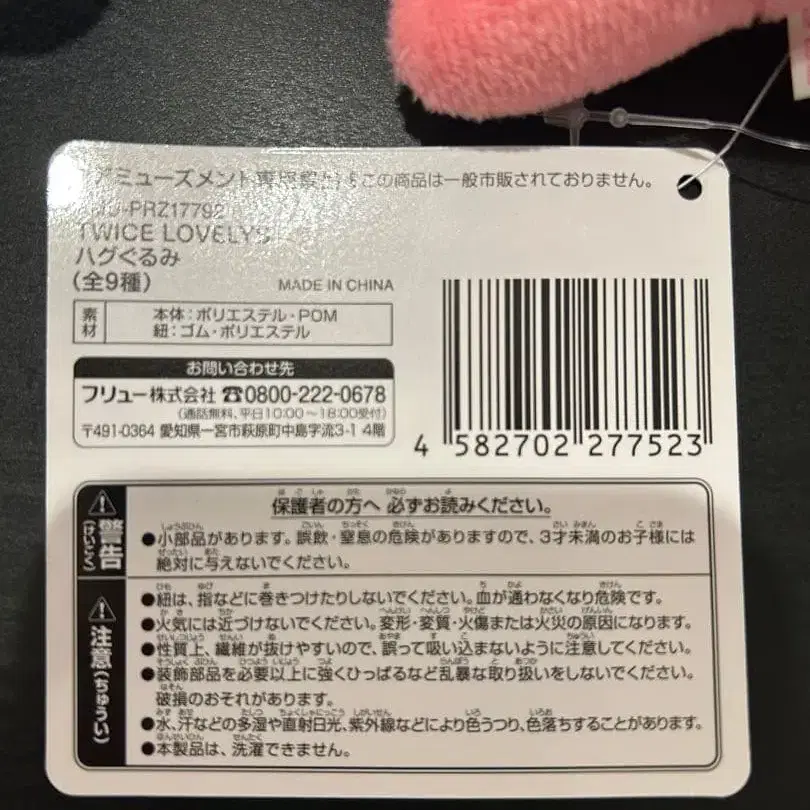 アミューズメント専用景品 この商品は一般市販されておりません。
AMU-PRZ17792
TWICE LOVELYS
ハグぐるみ
(全9種)
MADE IN CHINA
素材
本体:ポリエステル・POM
紐:ゴム・ポリエステル
お問い合わせ先
フリュー株式会社 ☎0800-222-0678
(通話無料、平日10:00〜18:00受付)
〒491-0364 愛知県一宮市萩原町中島字流3-1 4階
4 582702 277523
警告
(けいこく)
保護者の方へ 必ずお読みください。
●小部品があります。誤飲・窒息の危険がありますので、3才未満のお子様には
絶対に与えないでください。
注意(ちゅうい)
●紐は、指などに巻きつけたりしないでください。血が通わなくなり危険です。
●火気には近づけないでください。変形・変質・火傷または火災の原因になります。
●性質上、繊維が抜けやすいので、誤って吸い込まないように注意してください。
●装飾部品を必要以上に強くひっぱるなど乱暴な取り扱いをしないでください。
破損のおそれがあります。
●水、汗などの多湿や直射日光、紫外線などにより色うつり、色落ちすることがあります。
●本製品は、洗濯できません。